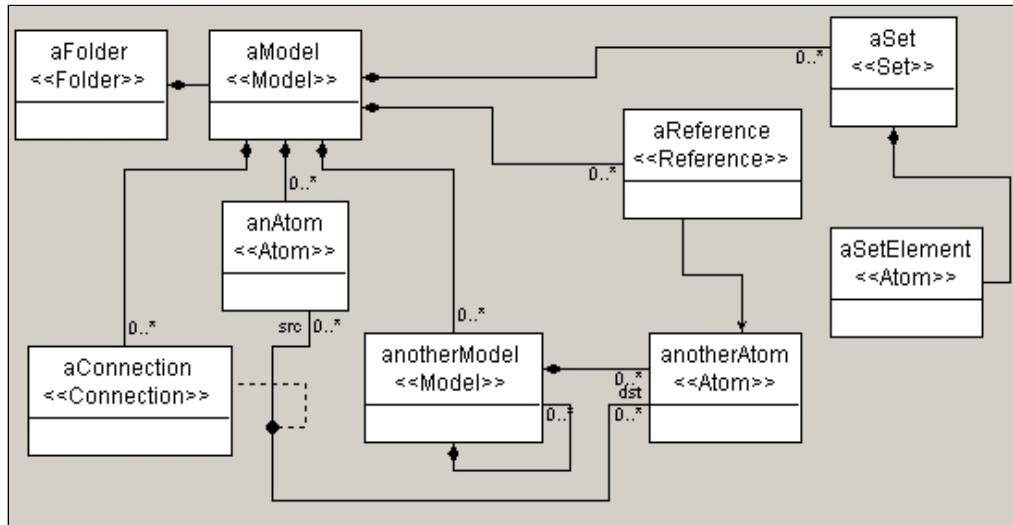 aFolder
<<Folder>>
aModel
<<Model>>
aSet
<<Set>>
0..*
aReference
<<Reference>>
0..*
0..*
anAtom
<<Atom>>
aSetElement
<<Atom>>
0..*
src
0..*
0..*
aConnection
<<Connection>>
anotherModel
<<Model>>
0..*
anotherAtom
<<Atom>>
0..*
dst
0..*